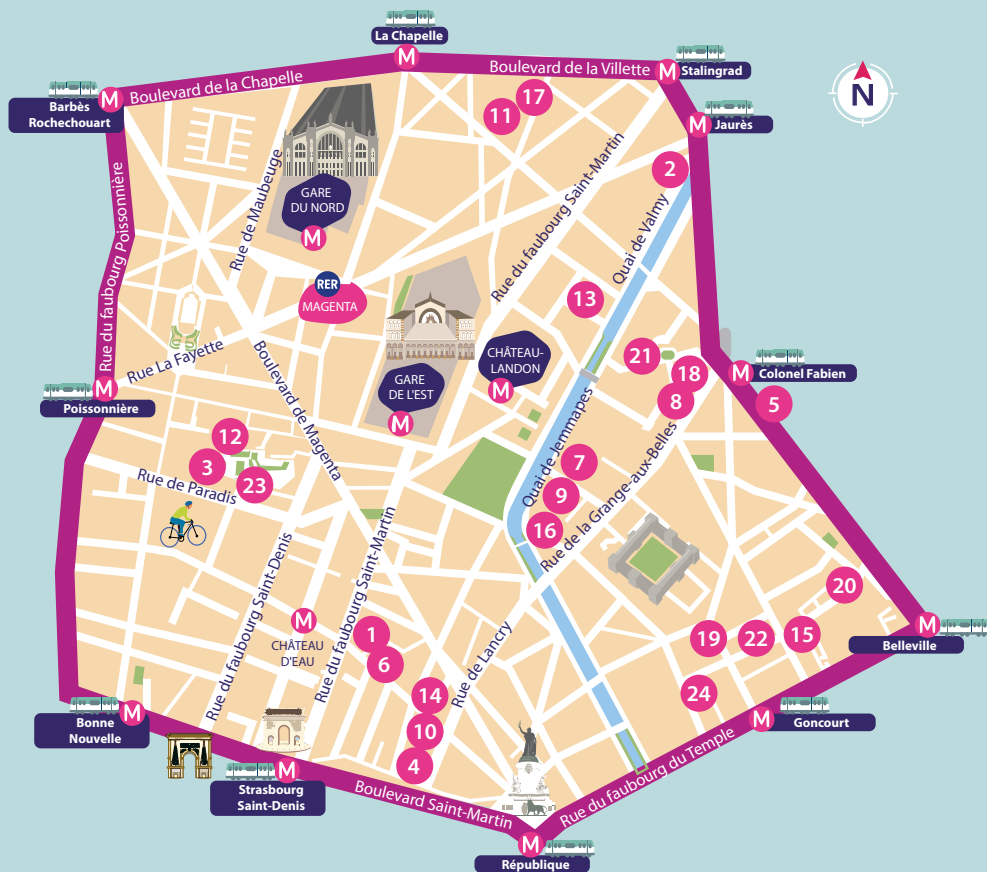 La Chapelle
M
Boulevard de la Chapelle
Boulevard de la Villette
M
Stalingrad
Barbès
Rochechouart
M
M
Jaurès
N
17
11
2
Rue du faubourg Poissonnière
Rue de Maubeuge
GARE
DU NORD
M
Rue du faubourg Saint-Martin
Quai de Valmy
RER
MAGENTA
13
Rue La Fayette
Boulevard de Magenta
GARE
DE L'EST
M
CHÂTEAU-
LANDON
M
21
18
8
M
Colonel Fabien
5
M
Poissonnière
12
3
23
Rue de Paradis
Quai de Jemmapes
7
9
16
Rue de la Grange-aux-Belles
Rue du faubourg Saint-Denis
Rue du faubourg Saint-Martin
M
CHÂTEAU
D'EAU
1
6
14
10
4
Rue de Lancry
20
19
22
15
24
M
Belleville
M
Goncourt
M
Bonne
Nouvelle
M
Strasbourg
Saint-Denis
Boulevard Saint-Martin
Rue du faubourg du Temple
M
République